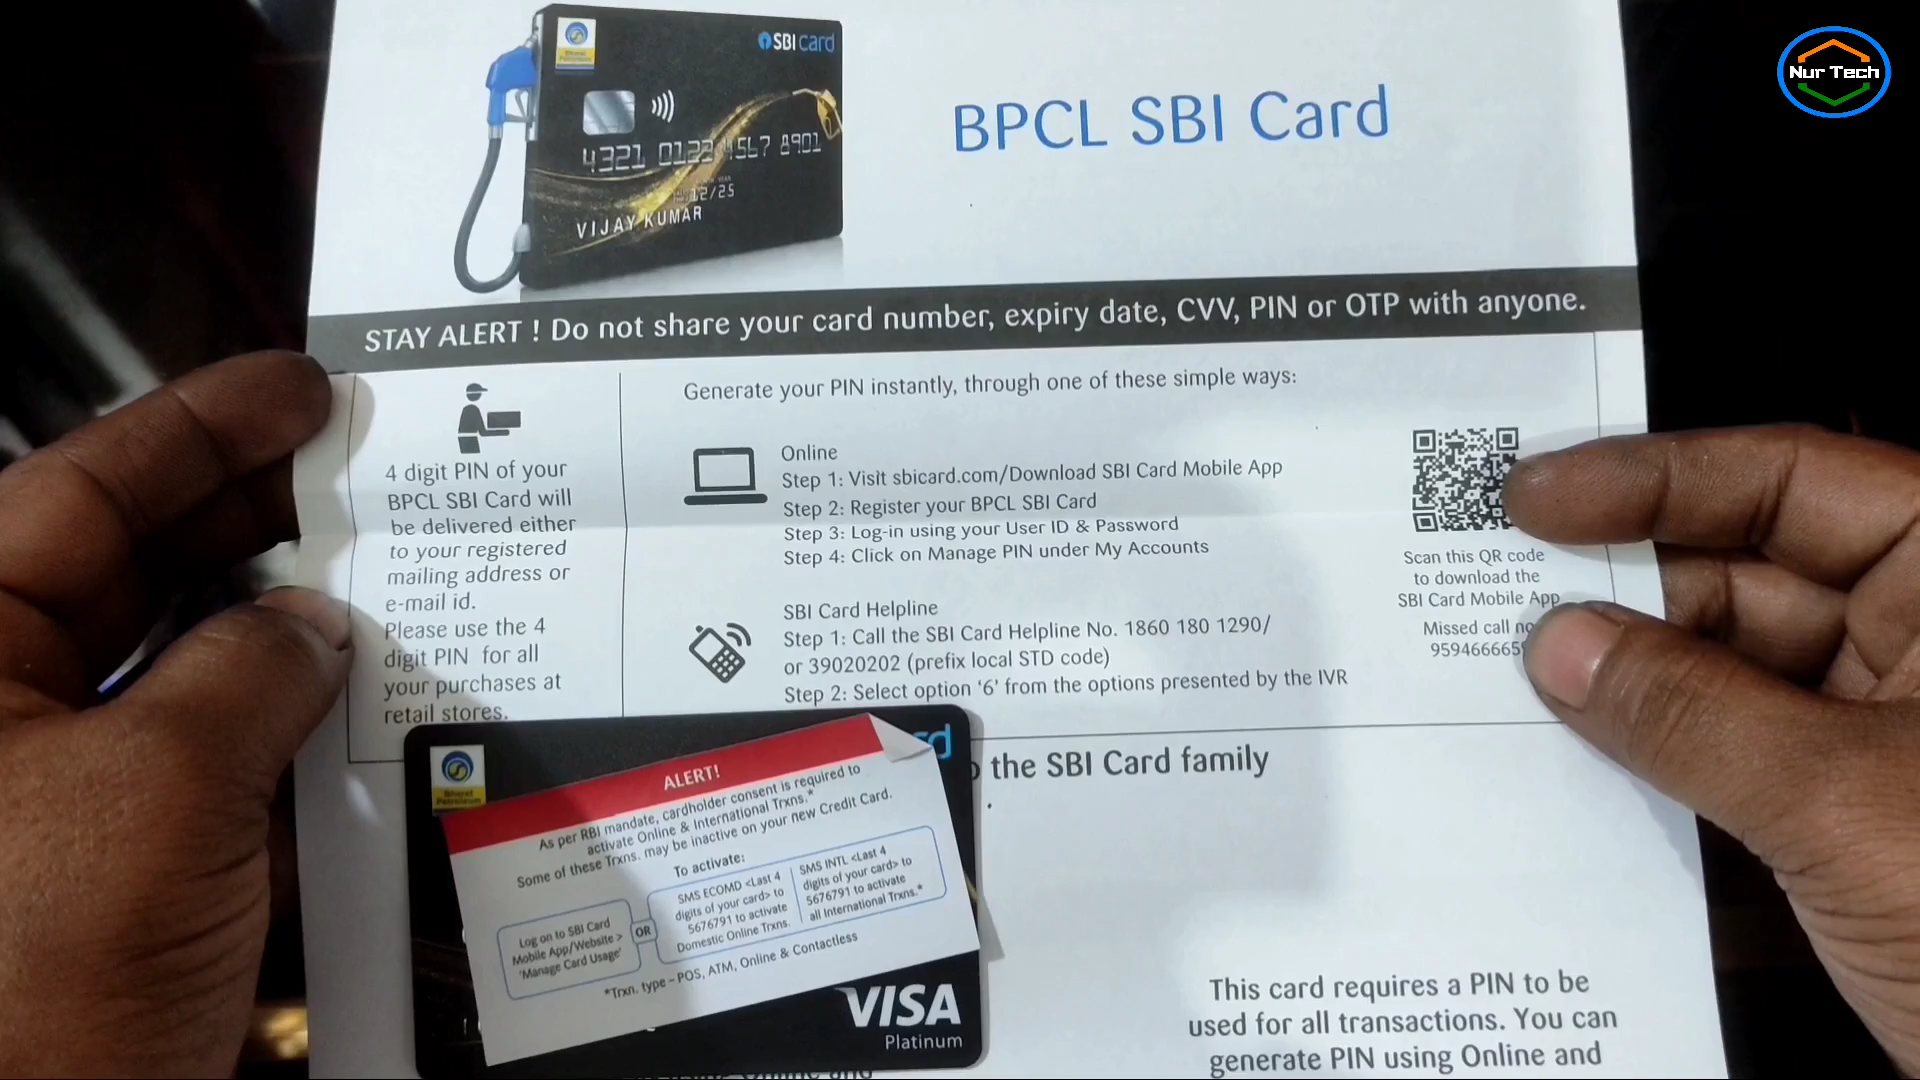 Nur Tech
SBI card
Bharat
Petroleum
4321 0123 4567 8901
12/25
VIJAY KUMAR
BPCL SBI Card
STAY ALERT ! Do not share your card number, expiry date, CVV, PIN or OTP with anyone.
4 digit PIN of your
BPCL SBI Card will
be delivered either
to your registered
mailing address or
e-mail id.
Please use the 4
digit PIN for all
your purchases at
retail stores.
Generate your PIN instantly, through one of these simple ways:
Online
Step 1: Visit sbicard.com/Download SBI Card Mobile App
Step 2: Register your BPCL SBI Card
Step 3: Log-in using your User ID & Password
Step 4: Click on Manage PIN under My Accounts
SBI Card Helpline
Step 1: Call the SBI Card Helpline No. 1860 180 1290/
or 39020202 (prefix local STD code)
Step 2: Select option '6' from the options presented by the IVR
Scan this QR code
to download the
SBI Card Mobile App
Missed call no
959466665
the SBI Card family
Bharat
Petroleum
rd
ALERT!
As per RBI mandate, cardholder consent is required to
activate Online & International Trxns.*
Some of these Trxns. may be inactive on your new Credit Card.
To activate:
Log on to SBI Card
Mobile App/Website >
'Manage Card Usage'
OR
SMS ECOMD <Last 4
digits of your card> to
5676791 to activate
Domestic Online Trxns.
SMS INTL <Last 4
digits of your card> to
5676791 to activate
all International Trxns.*
*Trxn. type – POS, ATM, Online & Contactless
VISA
Platinum
This card requires a PIN to be
used for all transactions. You can
generate PIN using Online and